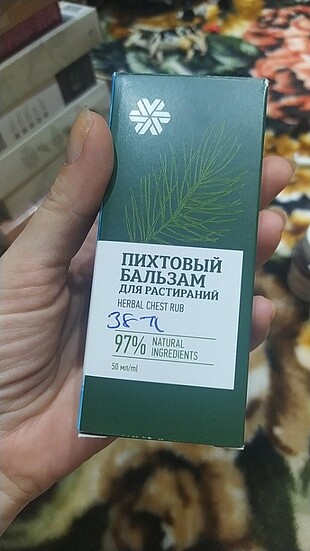 ПИХТОВЫЙ
БАЛЬЗАМ
ДЛЯ РАСТИРАНИЙ
HERBAL CHEST RUB
97% NATURAL
INGREDIENTS
50 мл/ml